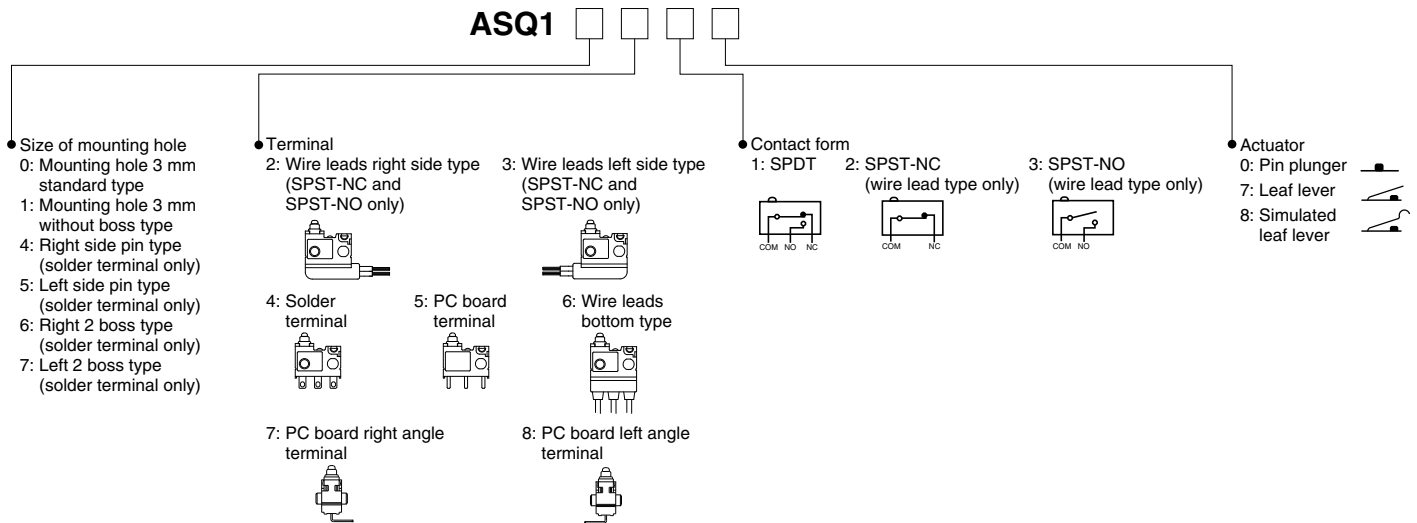 ASQ1
Size of mounting hole
0: Mounting hole 3 mm
standard type
1: Mounting hole 3 mm
without boss type
4: Right side pin type
(solder terminal only)
5: Left side pin type
(solder terminal only)
6: Right 2 boss type
(solder terminal only)
7: Left 2 boss type
(solder terminal only)
Terminal
2: Wire leads right side type
(SPST-NC and
SPST-NO only)
3: Wire leads left side type
(SPST-NC and
SPST-NO only)
4: Solder
terminal
5: PC board
terminal
6: Wire leads
bottom type
7: PC board right angle
terminal
8: PC board left angle
terminal
Contact form
1: SPDT
COM NO NC
2: SPST-NC
(wire lead type only)
COM NC
3: SPST-NO
(wire lead type only)
COM NO
Actuator
0: Pin plunger
7: Leaf lever
8: Simulated
leaf lever